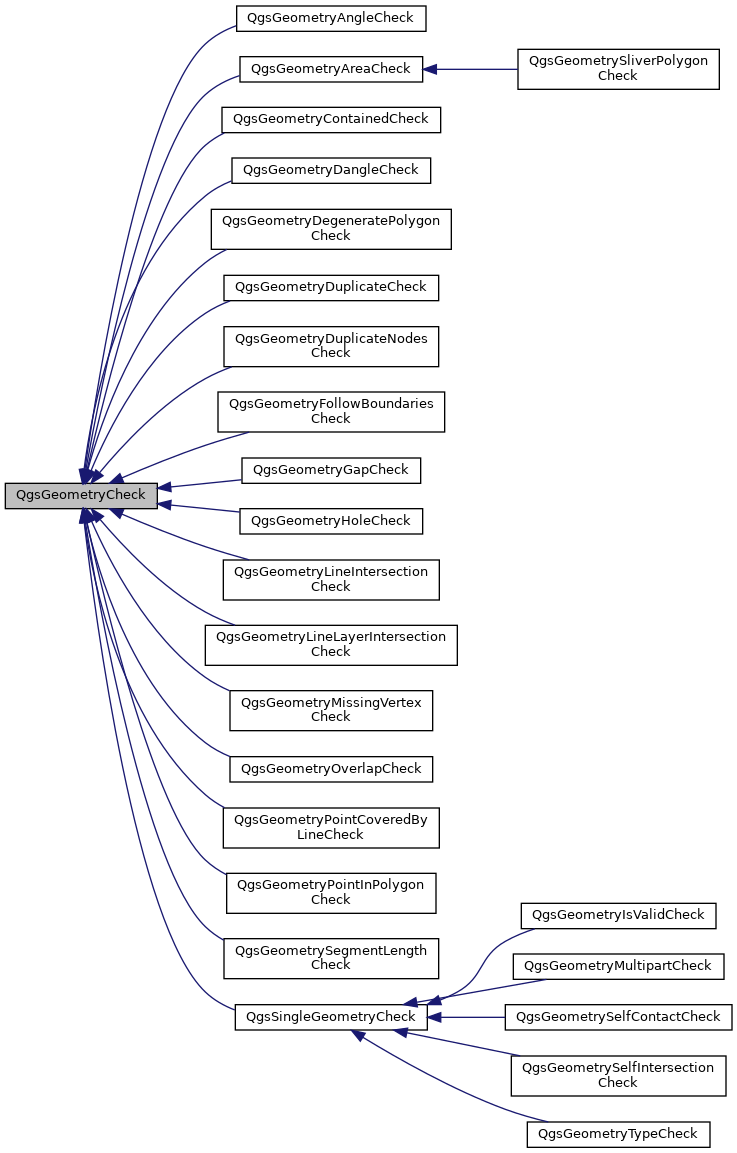 QgsGeometryAngleCheck
QgsGeometryAreaCheck
QgsGeometrySliverPolygon
Check
QgsGeometryContainedCheck
QgsGeometryDangleCheck
QgsGeometryDegeneratePolygon
Check
QgsGeometryDuplicateCheck
QgsGeometryDuplicateNodes
Check
QgsGeometryFollowBoundaries
Check
QgsGeometryGapCheck
QgsGeometryCheck
QgsGeometryHoleCheck
QgsGeometryLineIntersection
Check
QgsGeometryLineLayerIntersection
Check
QgsGeometryMissingVertex
Check
QgsGeometryOverlapCheck
QgsGeometryPointCoveredBy
LineCheck
QgsGeometryPointInPolygon
Check
QgsGeometrySegmentLength
Check
QgsSingleGeometryCheck
QgsGeometryIsValidCheck
QgsGeometryMultipartCheck
QgsGeometrySelfContactCheck
QgsGeometrySelfIntersection
Check
QgsGeometryTypeCheck